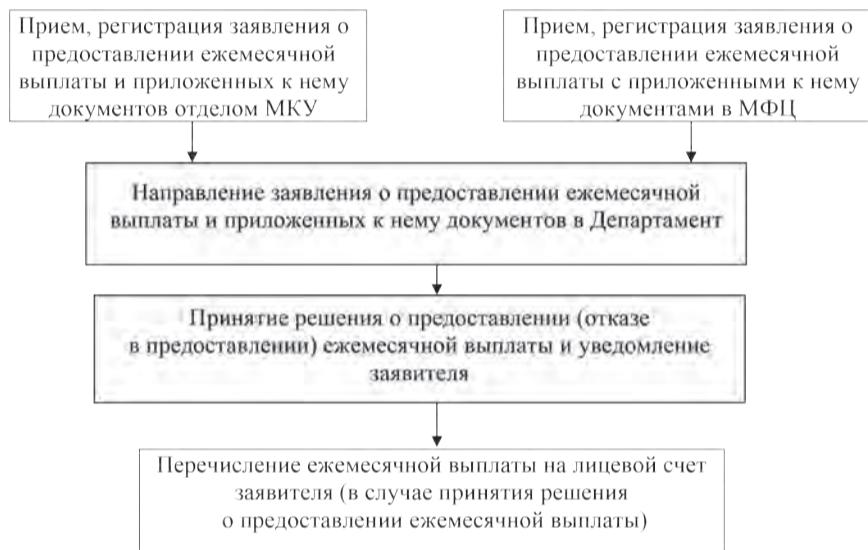 Прием, регистрация заявления о
предоставлении ежемесячной
выплаты и приложенных к нему
документов отделом МКУ
Прием, регистрация заявления о
предоставлении ежемесячной
выплаты с приложенными к нему
документами в МФЦ
Направление заявления о предоставлении ежемесячной
выплаты и приложенных к нему документов в Департамент
Принятие решения о предоставлении (отказе
в предоставлении) ежемесячной выплаты и уведомление
заявителя
Перечисление ежемесячной выплаты на лицевой счет
заявителя (в случае принятия решения
о предоставлении ежемесячной выплаты)